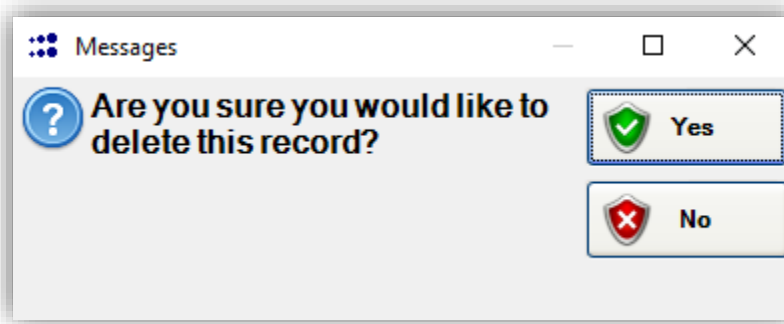 Messages
Are you sure you would like to
delete this record?
Yes
No